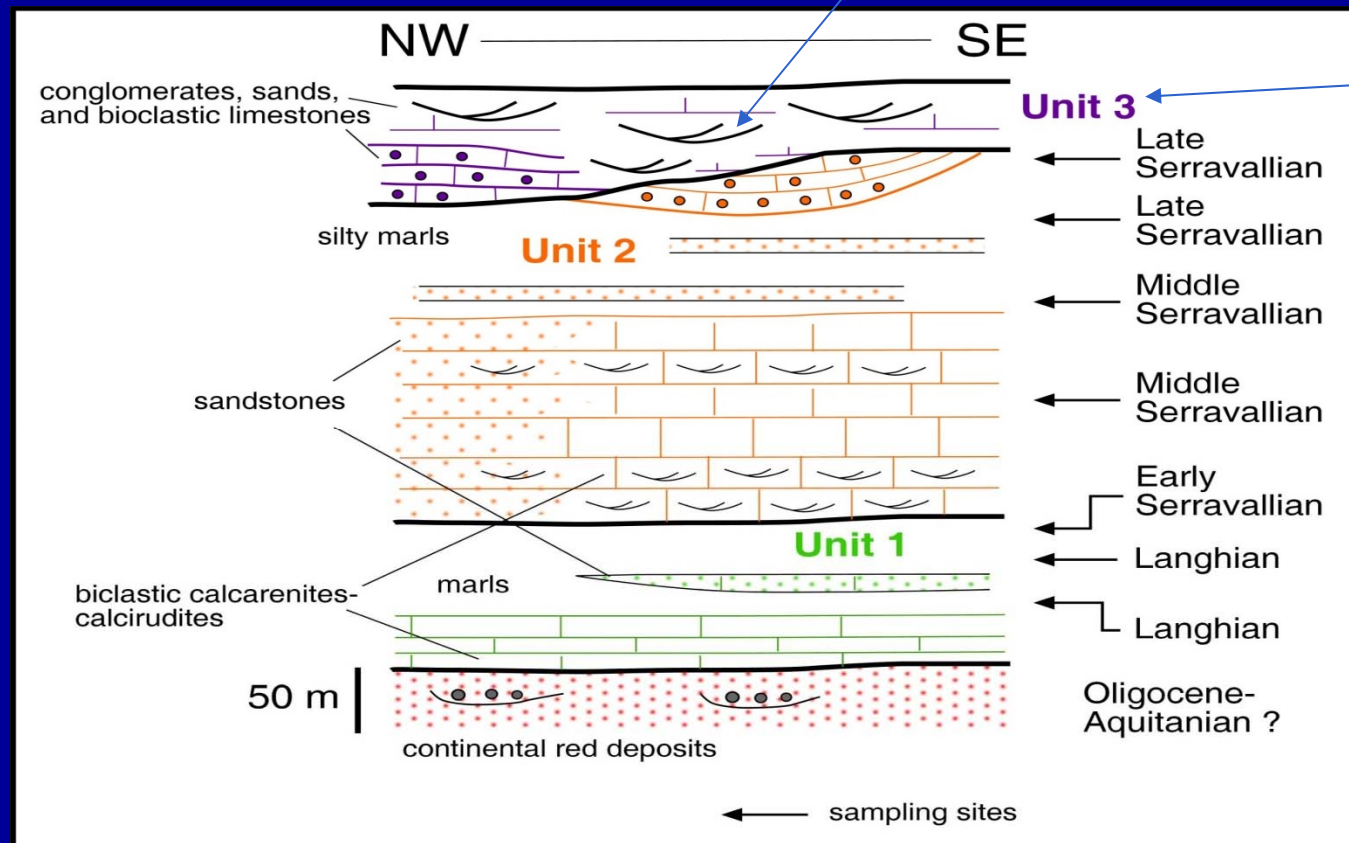 NW
SE
conglomerates, sands,
and bioclastic limestones
Unit 3
Late
Serravallian
Late
Serravallian
silty marls
Unit 2
Middle
Serravallian
sandstones
Middle
Serravallian
Early
Serravallian
Unit 1
Langhian
marls
biclastic calcarenites-
calcirudites
Langhian
50 m
Oligocene-
Aquitanian ?
continental red deposits
sampling sites